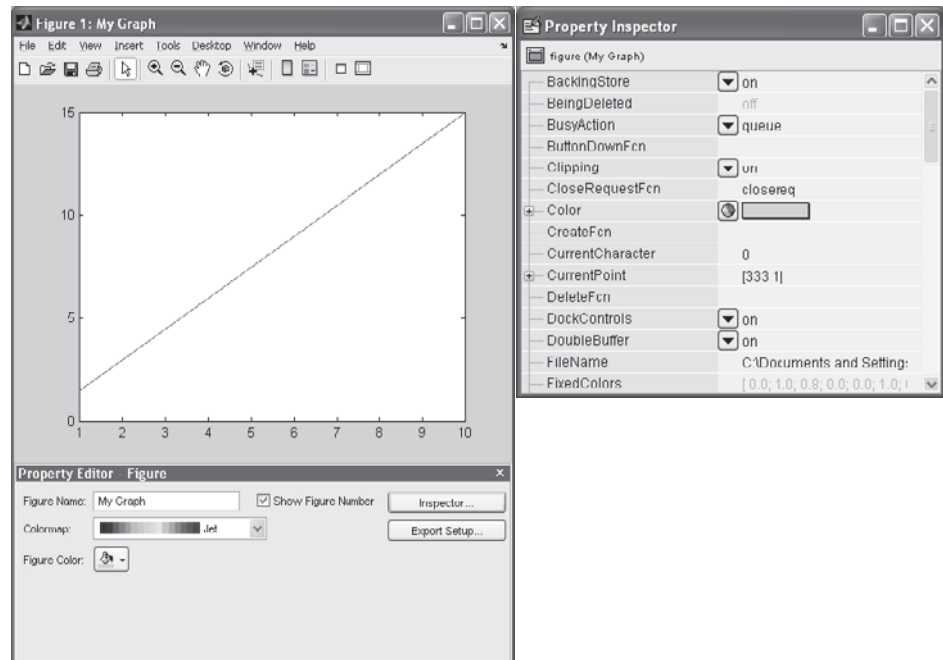 Figure 1: My Graph
File Edit View Insert Tools Desktop Window Help
15
10
5
0
1 2 3 4 5 6 7 8 9 10
Property Editor - Figure
Figure Name: My Graph Show Figure Number Inspector...
Colormap: Jet Export Setup...
Figure Color:
Property Inspector
figure (My Graph)
BackingStore on
BeingDeleted off
BusyAction queue
ButtonDownFcn
Clipping on
CloseRequestFcn closereq
Color
CreateFcn
CurrentCharacter 0
CurrentPoint [333 1]
DeleteFcn
DockControls on
DoubleBuffer on
FileName C:\Documents and Setting
FixedColors [ 0.0; 1.0; 0.8; 0.0; 0.0; 1.0;